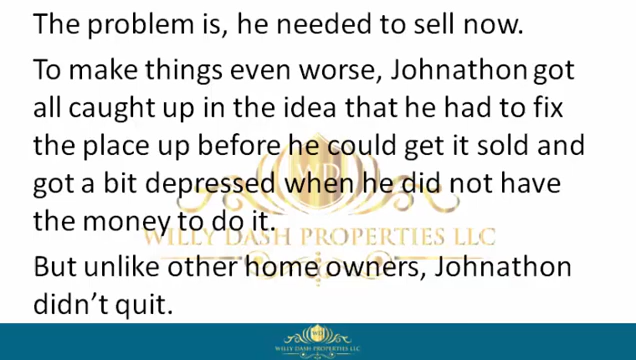 The problem is, he needed to sell now.
To make things even worse, Johnathon got
all caught up in the idea that he had to fix
the place up before he could get it sold and
got a bit depressed when he did not have
the money to do it.
WILLY DASH PROPERTIES LLC
But unlike other home owners, Johnathon
didn't quit.
WILLY DASH PROPERTIES LLC